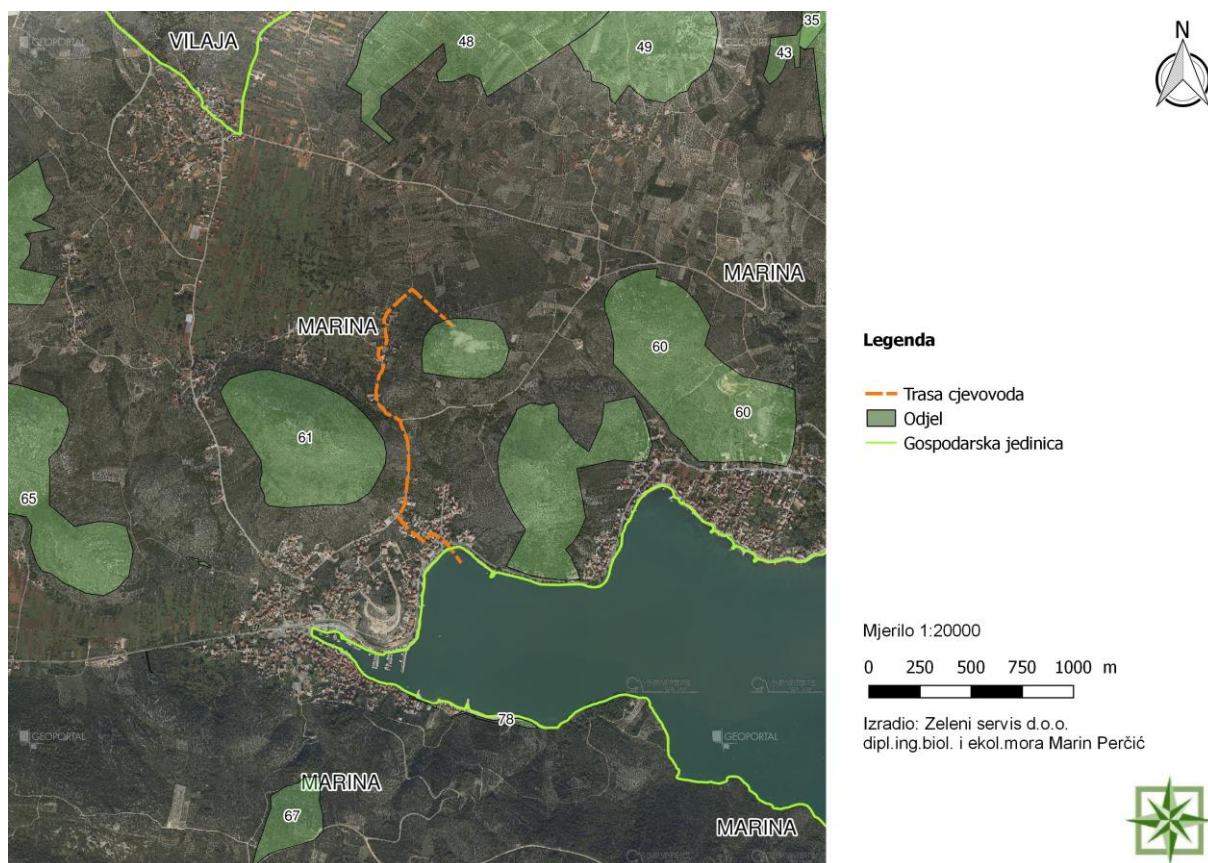 VILAJA
GEOPORTAL
48
49
43
35
N
MARINA
MARINA
60
60
61
65
Legenda
Trasa cjevovoda
Odjel
Gospodarska jedinica
Mjerilo 1:20000
0 250 500 750 1000 m
Izradio: Zeleni servis d.o.o.
dipl.ing.biol. i ekol.mora Marin Perčić
78
GEOPORTAL
GEOPORTAL
MARINA
67
MARINA